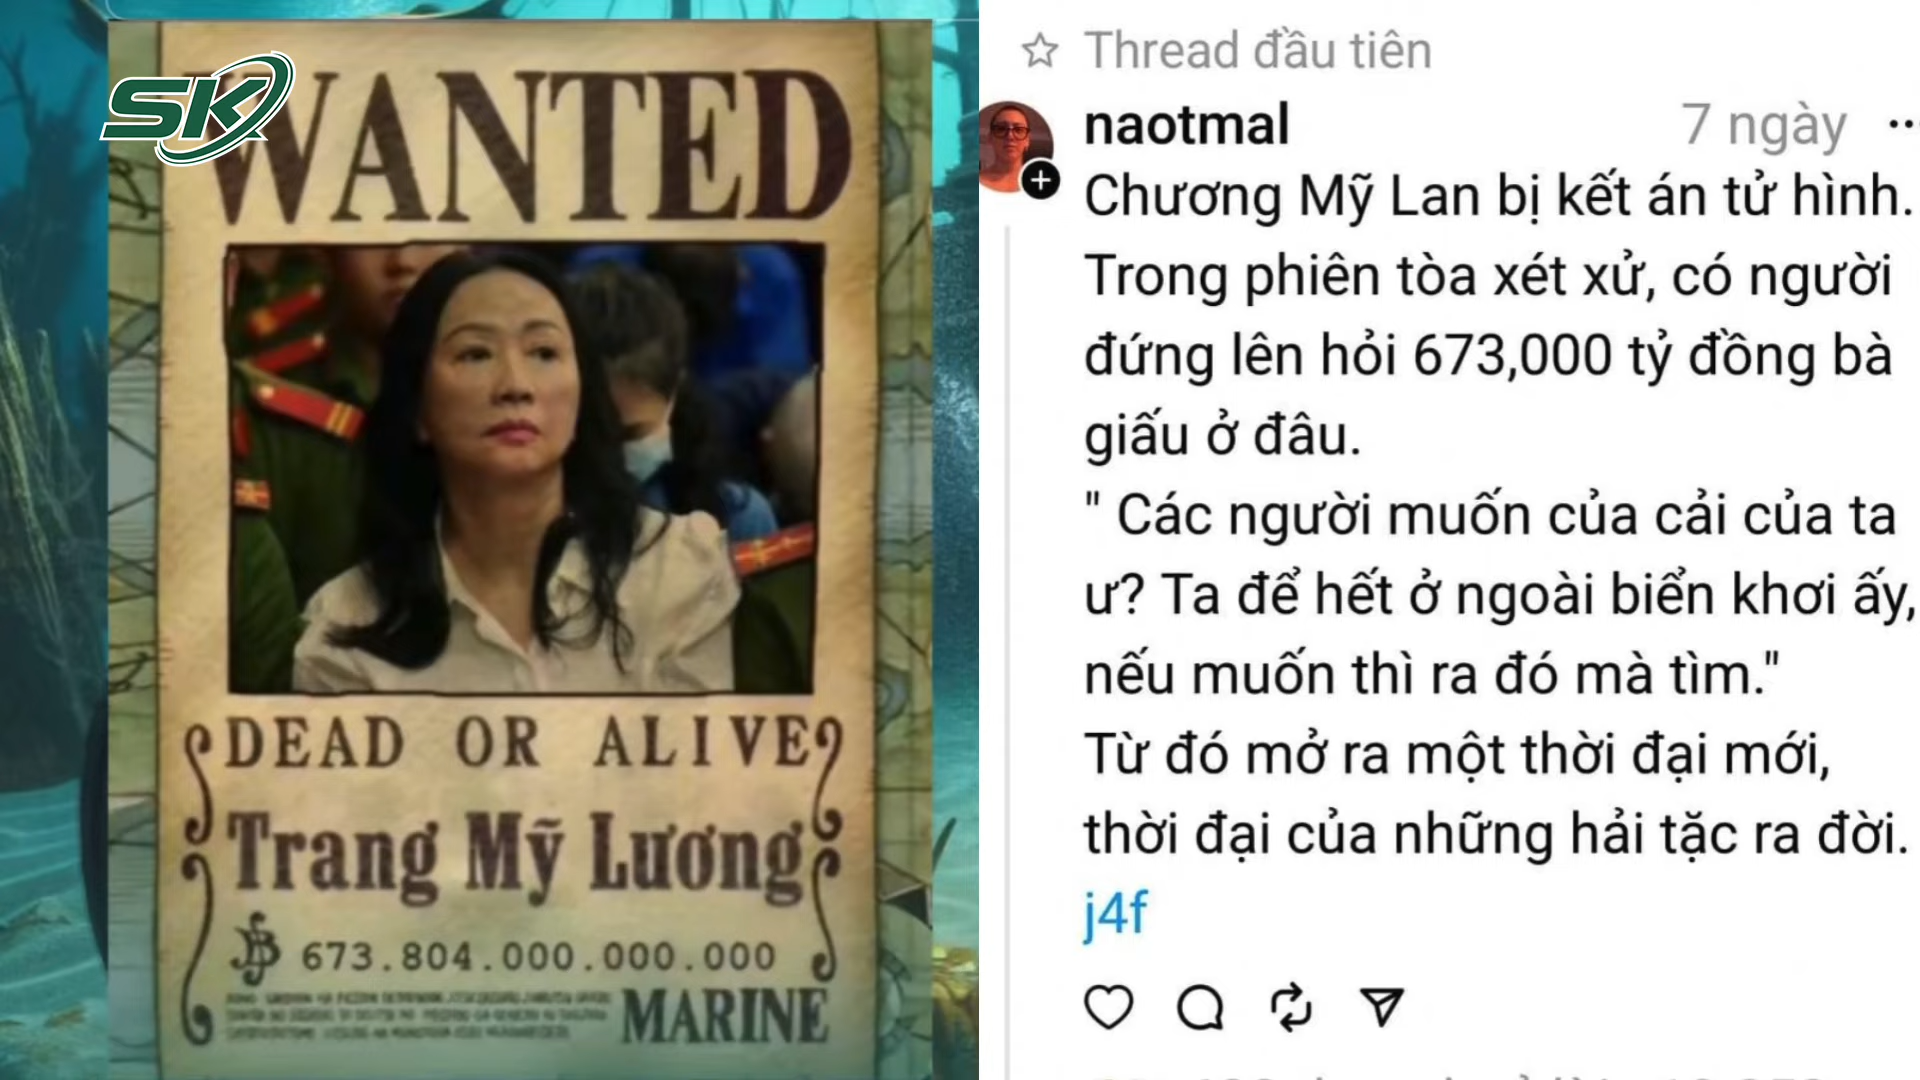 SK
WANTED
DEAD OR ALIVE
Trang Mỹ Lương
673.804.000.000.000
MARINE
Thread đầu tiên
naotmal
7 ngày
Chương Mỹ Lan bị kết án tử hình.
Trong phiên tòa xét xử, có người
đứng lên hỏi 673,000 tỷ đồng bà
giấu ở đâu.
" Các người muốn của cải của ta
ư? Ta để hết ở ngoài biển khơi ấy,
nếu muốn thì ra đó mà tìm."
Từ đó mở ra một thời đại mới,
thời đại của những hải tặc ra đời.
j4f